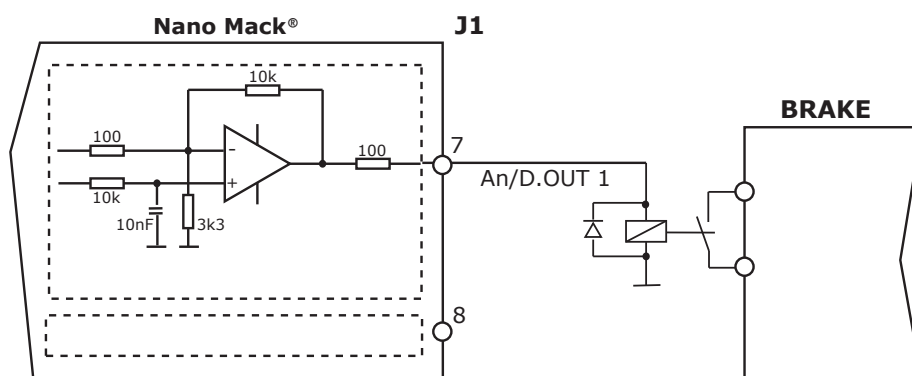 Nano Mack®
J1
10k
BRAKE
100
7
100
-
An/D.OUT 1
+
10k
10nF
3k3
8